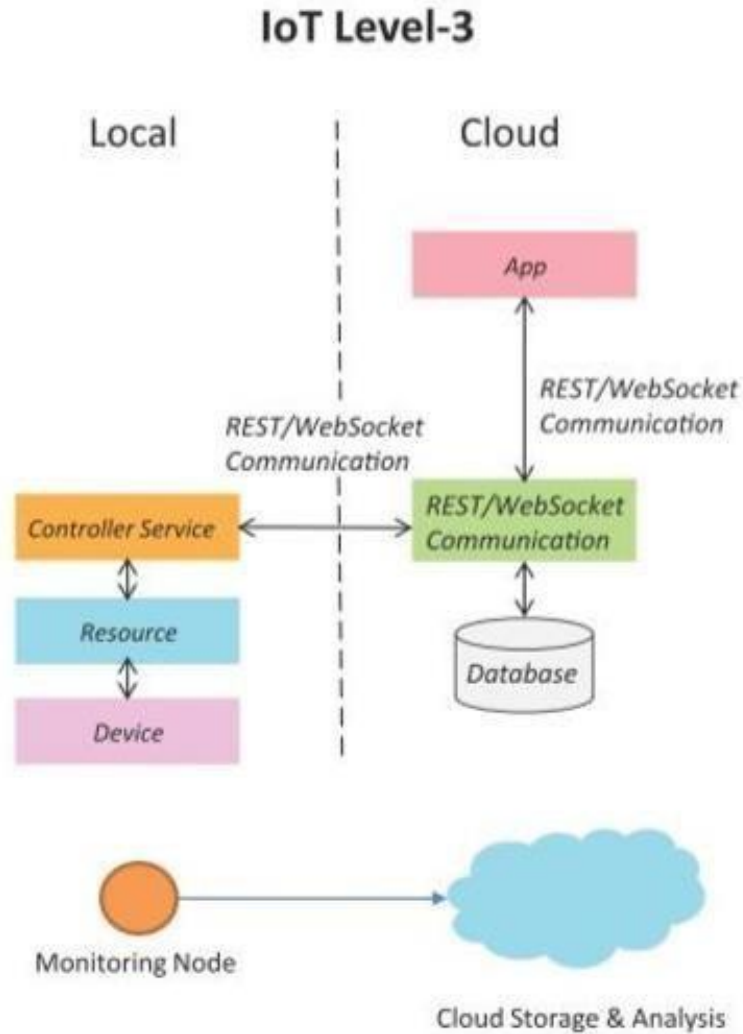 IoT Level-3
Local
Cloud
App
REST/WebSocket
Communication
REST/WebSocket
Communication
Controller Service
REST/WebSocket
Communication
Resource
Database
Device
Monitoring Node
Cloud Storage & Analysis